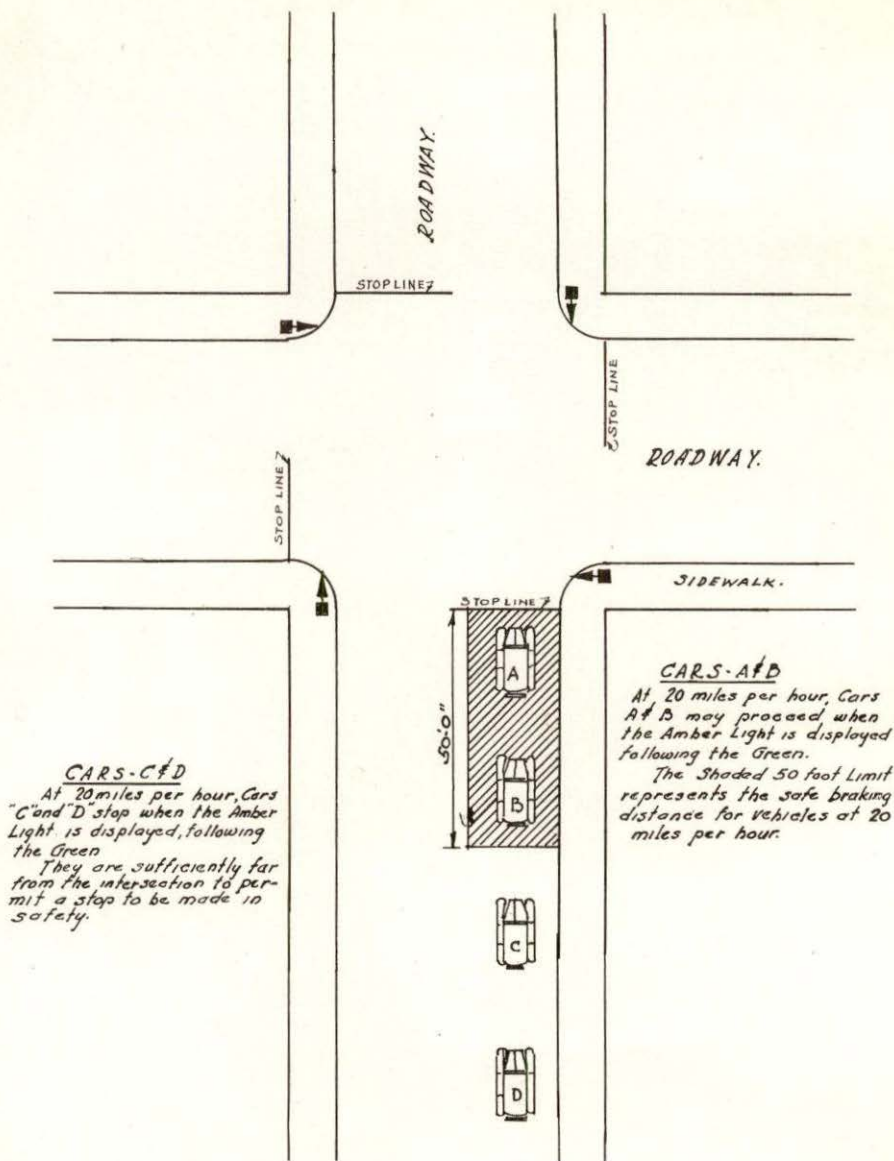 ROADWAY.
STOP LINE
STOP LINE
ROADWAY.
STOP LINE
SIDEWALK.
STOP LINE
A
50'-0"
B
C
D
CARS-A&B
At 20 miles per hour, Cars
A & B may proceed when
the Amber Light is displayed
following the Green.
The Shaded 50 foot Limit
represents the safe braking
distance for vehicles at 20
miles per hour.
CARS-C&D
At 20 miles per hour, Cars
"C" and "D" stop when the Amber
Light is displayed, following
the Green
They are sufficiently far
from the intersection to per-
mit a stop to be made in
safety.